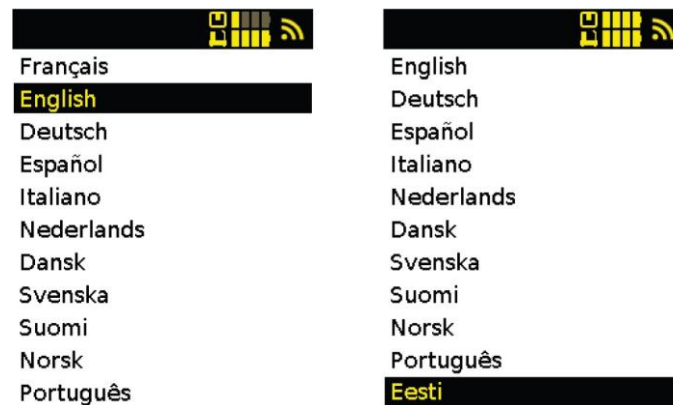 Français
English
Deutsch
Español
Italiano
Nederlands
Dansk
Svenska
Suomi
Norsk
Português
English
Deutsch
Español
Italiano
Nederlands
Dansk
Svenska
Suomi
Norsk
Português
Eesti